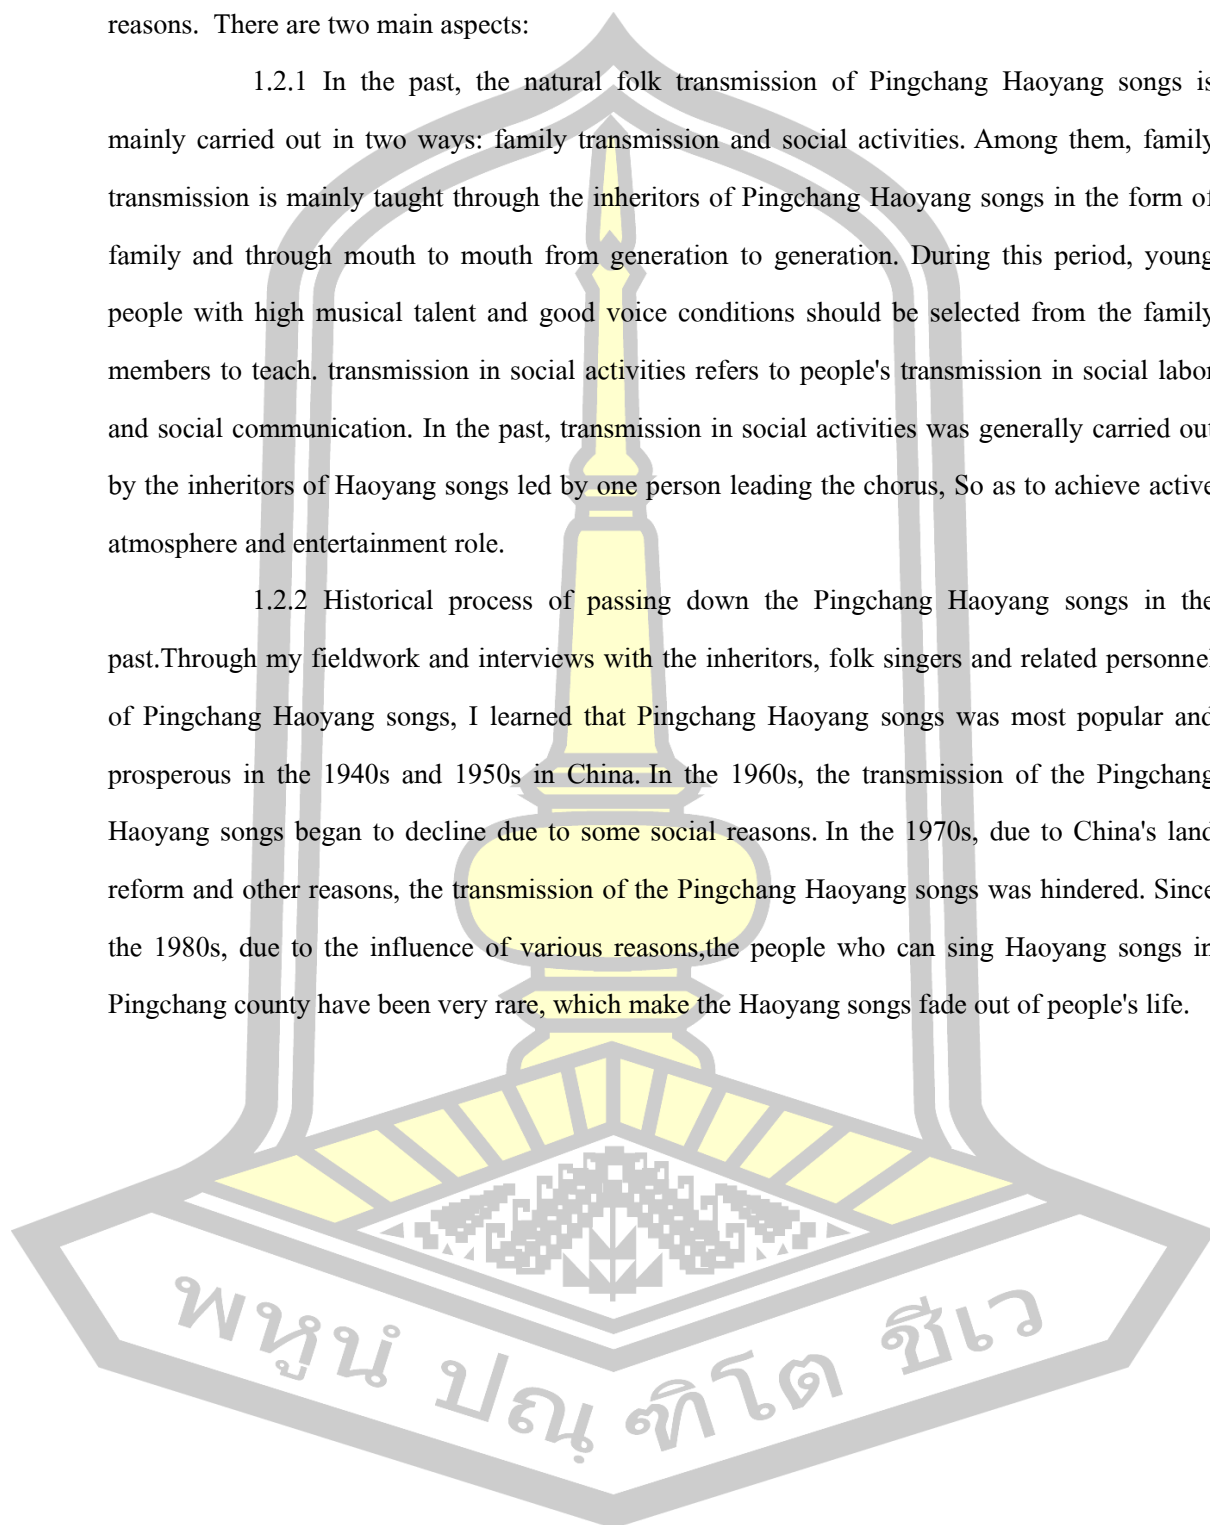 reasons. There are two main aspects:
1.2.1 In the past, the natural folk transmission of Pingchang Haoyang songs is
mainly carried out in two ways: family transmission and social activities. Among them, family
transmission is mainly taught through the inheritors of Pingchang Haoyang songs in the form of
family and through mouth to mouth from generation to generation. During this period, young
people with high musical talent and good voice conditions should be selected from the family
members to teach. transmission in social activities refers to people's transmission in social labor
and social communication. In the past, transmission in social activities was generally carried out
by the inheritors of Haoyang songs led by one person leading the chorus, So as to achieve active
atmosphere and entertainment role.
1.2.2 Historical process of passing down the Pingchang Haoyang songs in the
past.Through my fieldwork and interviews with the inheritors, folk singers and related personnel
of Pingchang Haoyang songs, I learned that Pingchang Haoyang songs was most popular and
prosperous in the 1940s and 1950s in China. In the 1960s, the transmission of the Pingchang
Haoyang songs began to decline due to some social reasons. In the 1970s, due to China's land
reform and other reasons, the transmission of the Pingchang Haoyang songs was hindered. Since
the 1980s, due to the influence of various reasons,the people who can sing Haoyang songs in
Pingchang county have been very rare, which make the Haoyang songs fade out of people's life.
พหูนํ ปณฺฑิโต ชีเว